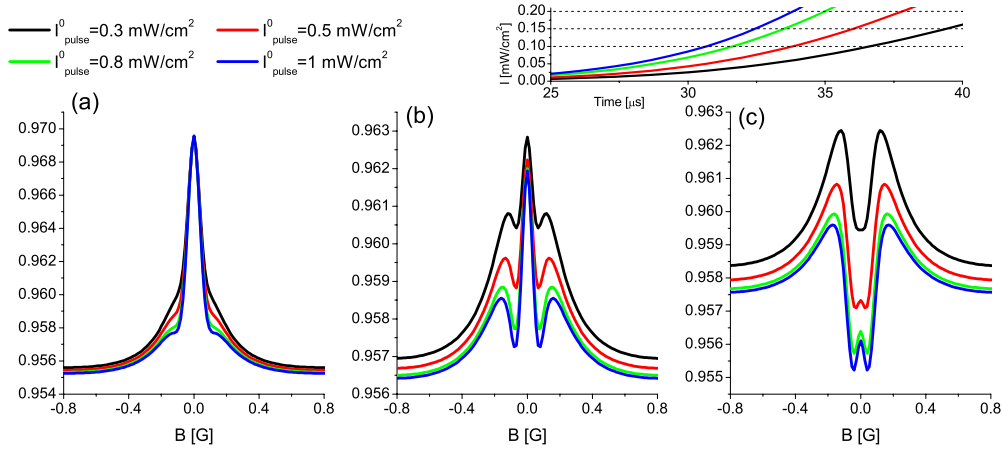 I⁰pulse=0.3 mW/cm² I⁰pulse=0.5 mW/cm²
I⁰pulse=0.8 mW/cm² I⁰pulse=1 mW/cm²
I [mW/cm²]
0.20
0.15
0.10
0.05
0.00
25 30 35 40
Time [µs]
(a)
0.970
0.968
0.966
0.964
0.962
0.960
0.958
0.956
0.954
-0.8 -0.4 0.0 0.4 0.8
B [G]
(b)
0.963
0.962
0.961
0.960
0.959
0.958
0.957
0.956
-0.8 -0.4 0.0 0.4 0.8
B [G]
(c)
0.963
0.962
0.961
0.960
0.959
0.958
0.957
0.956
0.955
-0.8 -0.4 0.0 0.4 0.8
B [G]